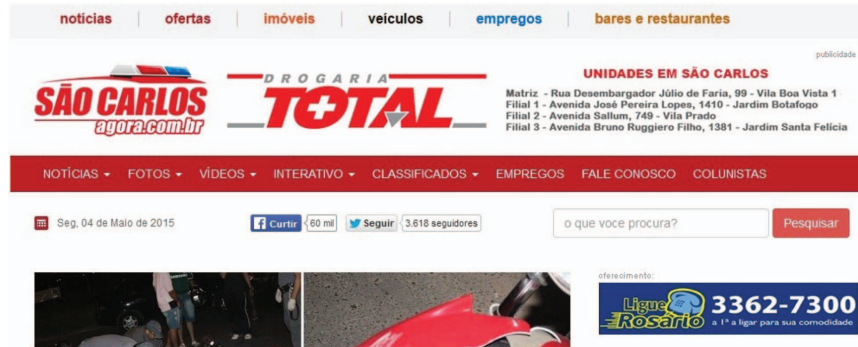 notícias ofertas imóveis veículos empregos bares e restaurantes
publicidade
SÃO CARLOS
agora.com.br
DROGARIA
TOTAL
UNIDADES EM SÃO CARLOS
Matriz - Rua Desembargador Júlio de Faria, 99 - Vila Boa Vista 1
Filial 1 - Avenida José Pereira Lopes, 1410 - Jardim Botafogo
Filial 2 - Avenida Sallum, 749 - Vila Prado
Filial 3 - Avenida Bruno Ruggiero Filho, 1381 - Jardim Santa Felícia
NOTÍCIAS FOTOS VÍDEOS INTERATIVO CLASSIFICADOS EMPREGOS FALE CONOSCO COLUNISTAS
Seg, 04 de Maio de 2015
f Curtir 60 mil Seguir 3.618 seguidores
o que voce procura? Pesquisar
oferecimento:
Ligue
Rosário
3362-7300
a 1ª a ligar para sua comodidade